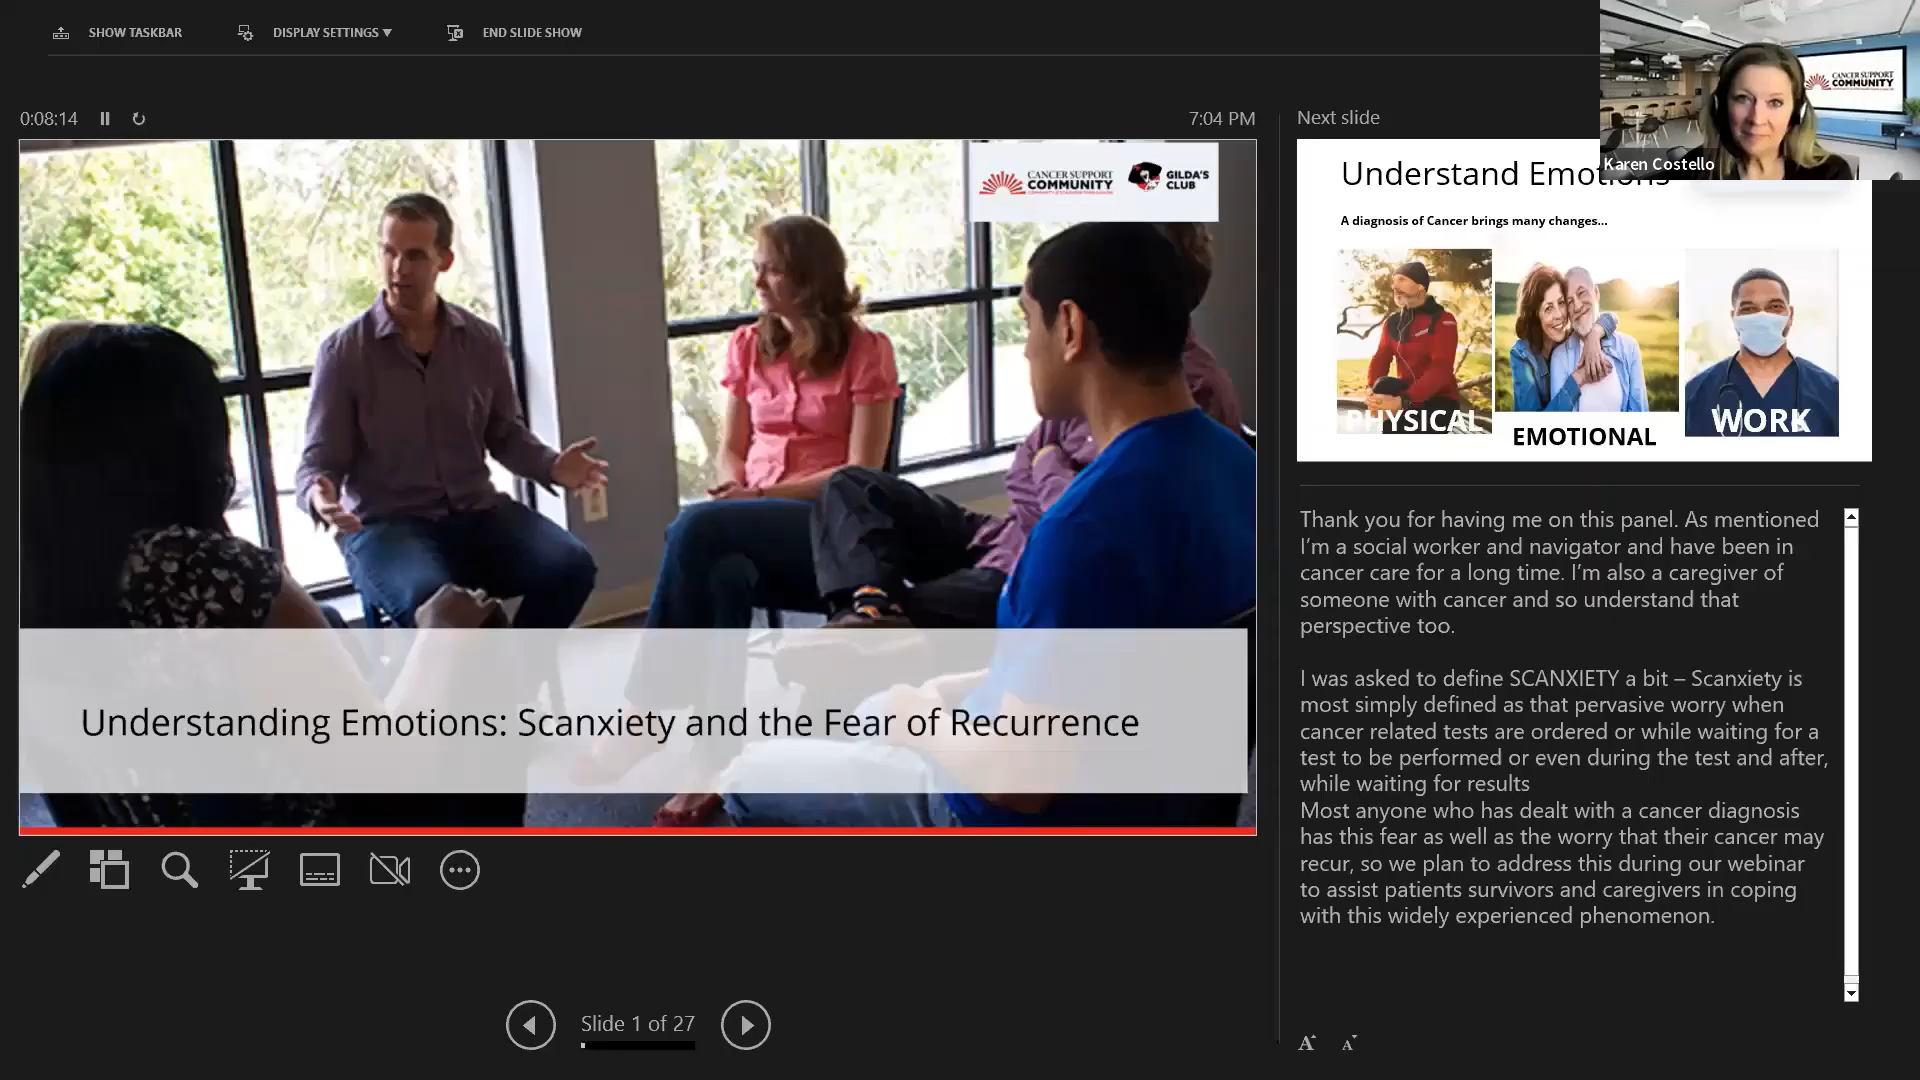 SHOW TASKBAR
DISPLAY SETTINGS ▼
END SLIDE SHOW
0:08:14
7:04 PM
CANCER SUPPORT
COMMUNITY
GILDA'S
CLUB
Understanding Emotions: Scanxiety and the Fear of Recurrence
Slide 1 of 27
Next slide
CANCER SUPPORT
COMMUNITY
Karen Costello
Understand Emotions
A diagnosis of Cancer brings many changes...
PHYSICAL
EMOTIONAL
WORK
Thank you for having me on this panel. As mentioned
I'm a social worker and navigator and have been in
cancer care for a long time. I'm also a caregiver of
someone with cancer and so understand that
perspective too.
I was asked to define SCANXIETY a bit – Scanxiety is
most simply defined as that pervasive worry when
cancer related tests are ordered or while waiting for a
test to be performed or even during the test and after,
while waiting for results
Most anyone who has dealt with a cancer diagnosis
has this fear as well as the worry that their cancer may
recur, so we plan to address this during our webinar
to assist patients survivors and caregivers in coping
with this widely experienced phenomenon.
A A